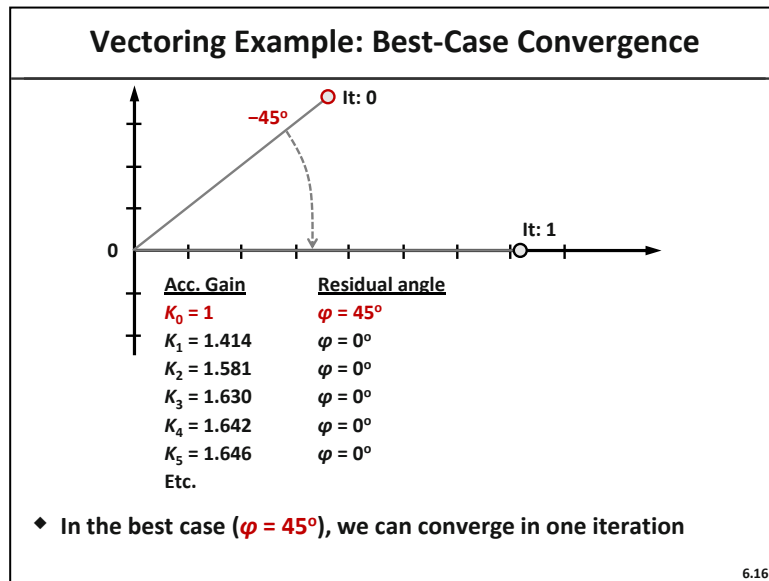 Vectoring Example: Best-Case Convergence
It: 0
–45°
It: 1
0
Acc. Gain Residual angle
K₀ = 1 φ = 45°
K₁ = 1.414 φ = 0°
K₂ = 1.581 φ = 0°
K₃ = 1.630 φ = 0°
K₄ = 1.642 φ = 0°
K₅ = 1.646 φ = 0°
Etc.
◆ In the best case (φ = 45°), we can converge in one iteration
6.16